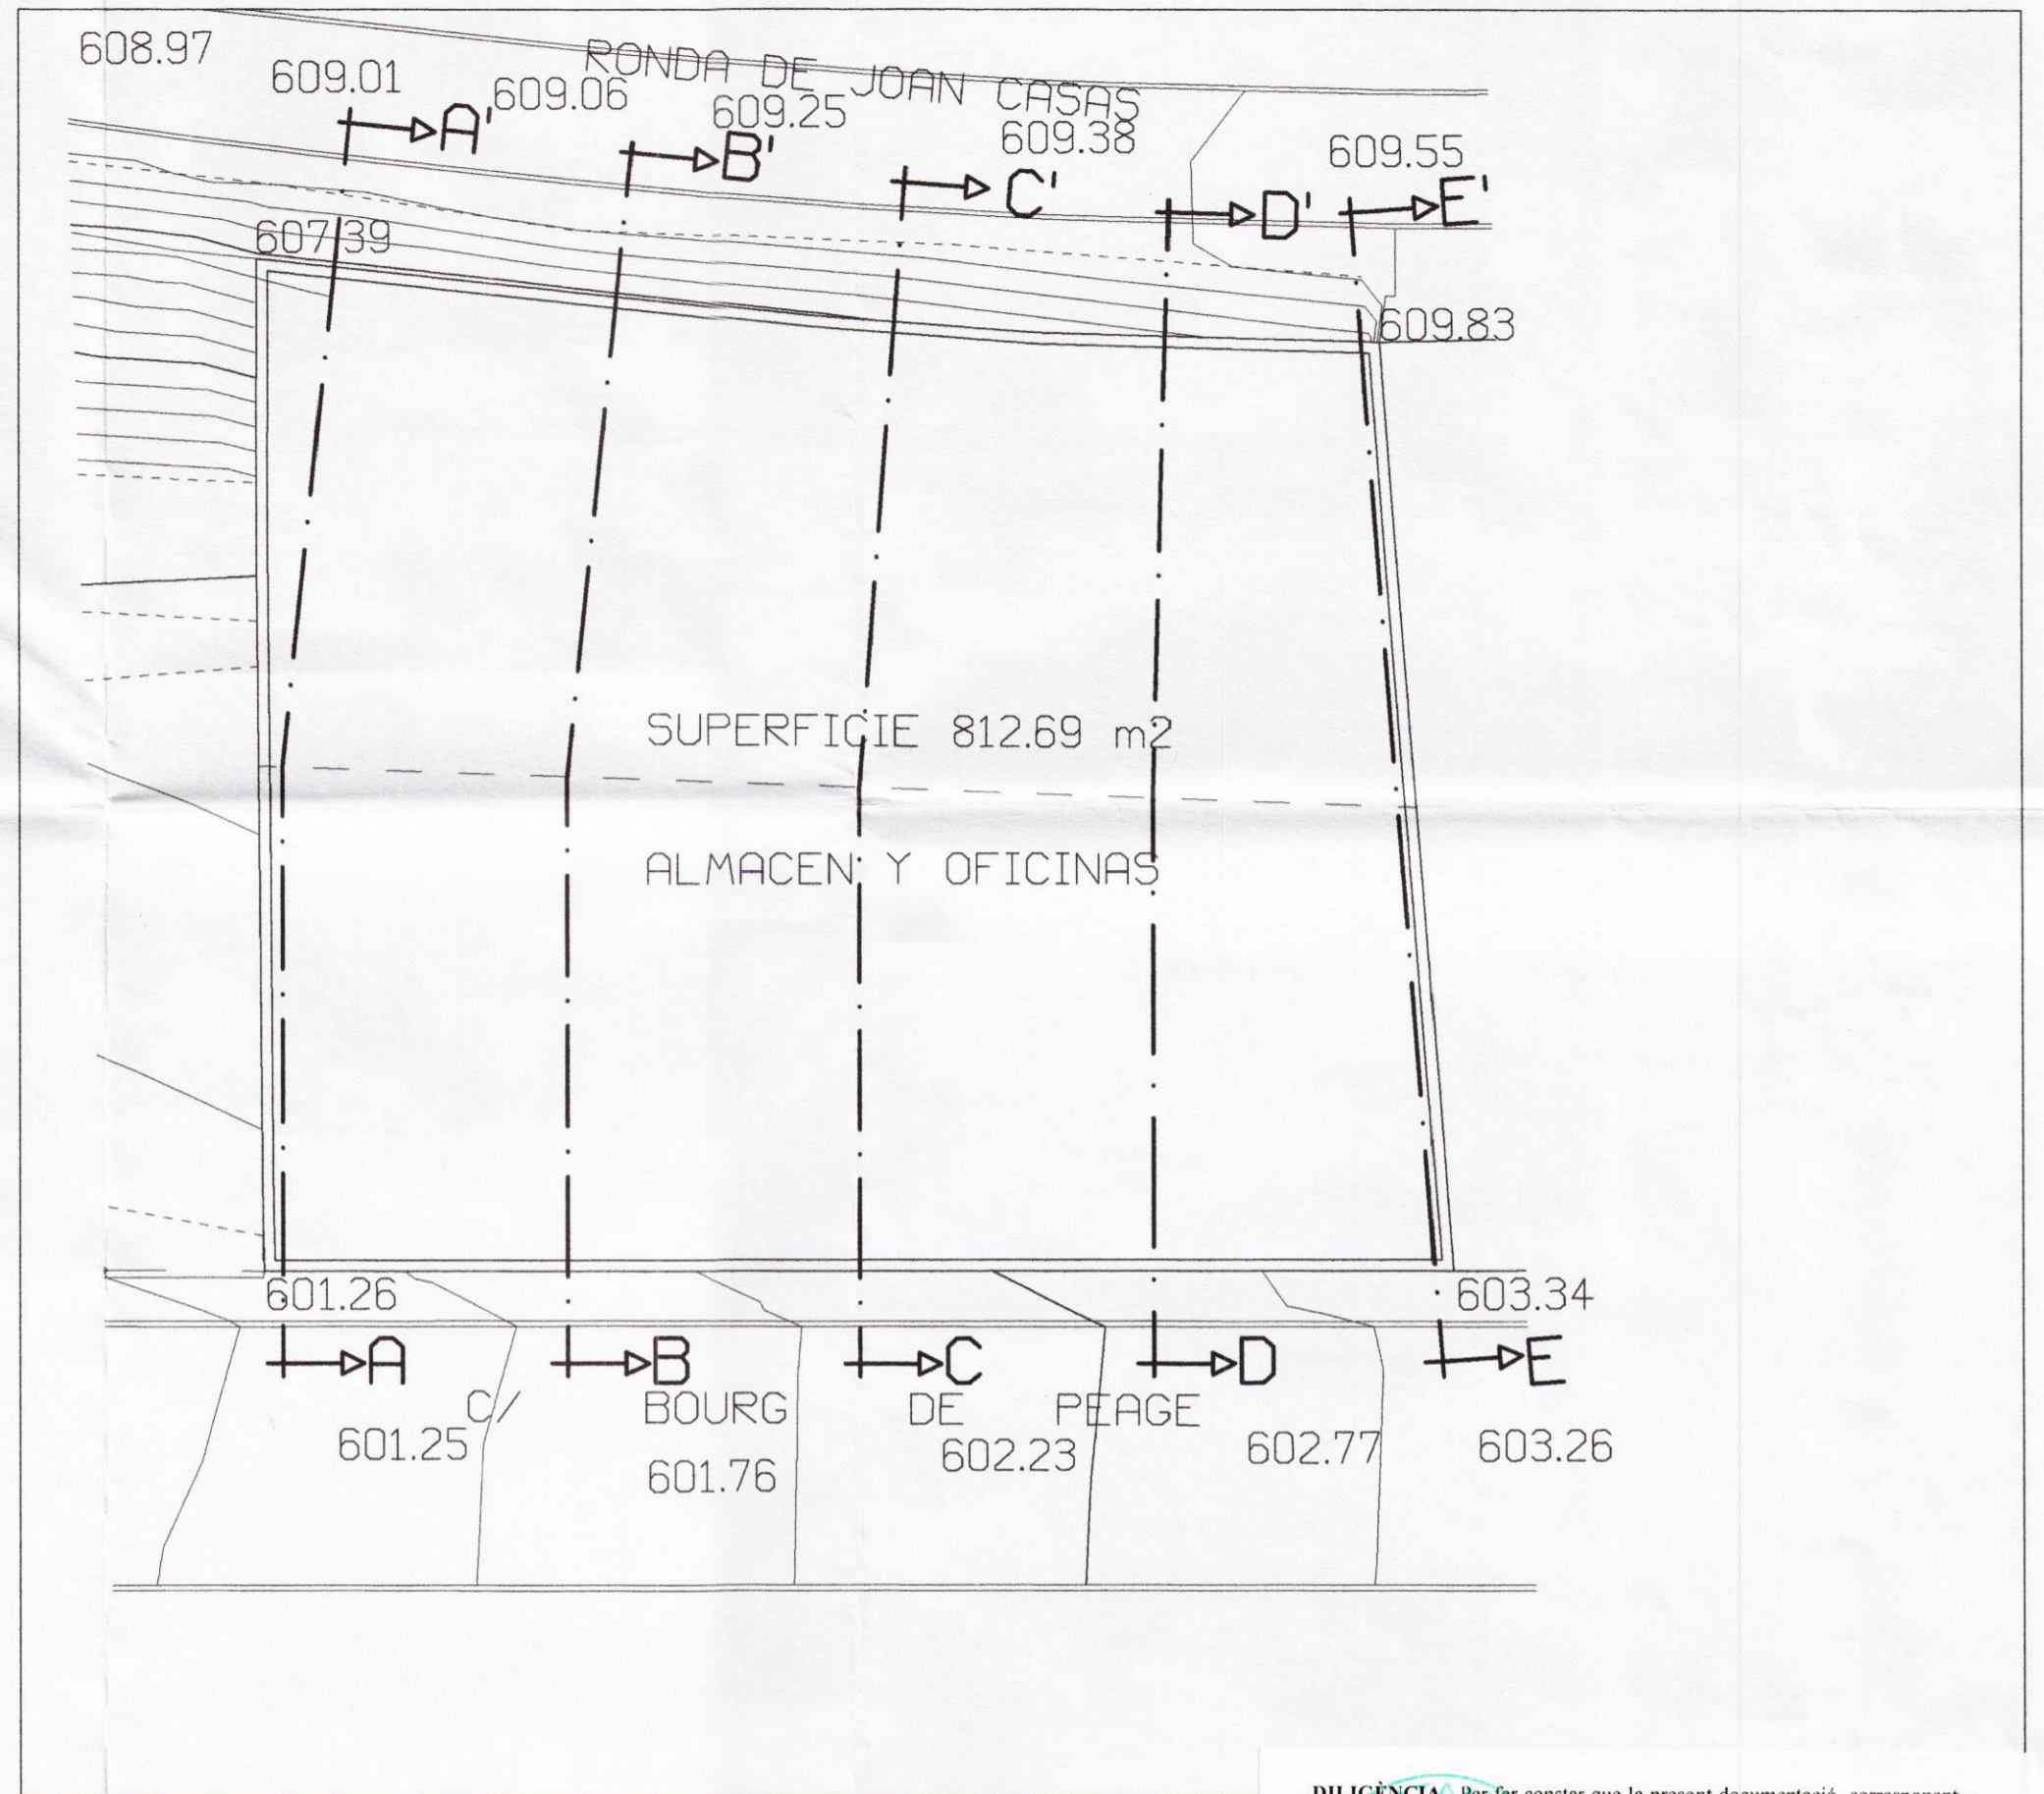 608.97
609.01
609.06
RONDA DE JOAN CASAS
609.25
609.38
609.55
A'
B'
C'
D'
E'
607.39
609.83
SUPERFICIE 812.69 m2
ALMACEN Y OFICINAS
601.26
603.34
A
B
C
D
E
C/ BOURG DE PEAGE
601.25
601.76
602.23
602.77
603.26
DILIGÈNCIA Per fer constar que la present documentació, corresponent